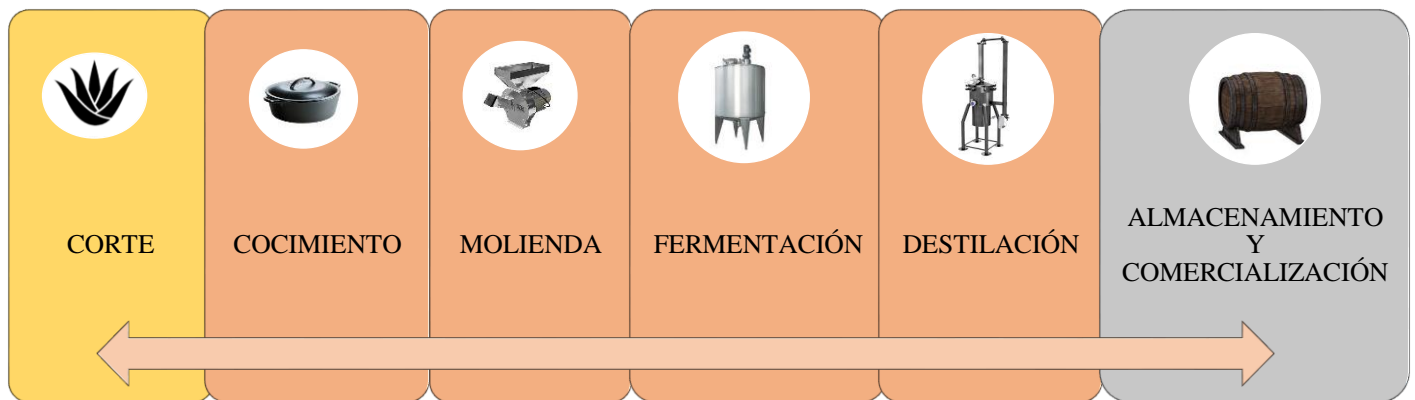 CORTE
COCIMIENTO
MOLIENDA
FERMENTACIÓN
DESTILACIÓN
ALMACENAMIENTO
Y
COMERCIALIZACIÓN